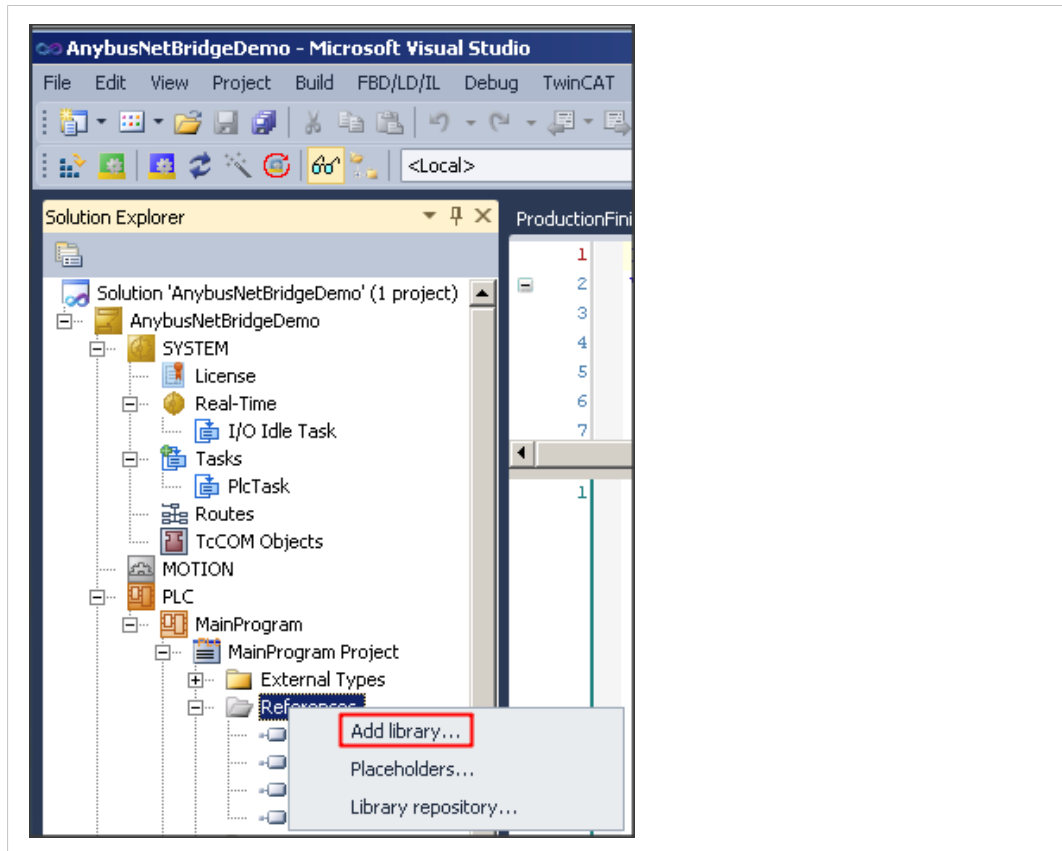 AnybusNetBridgeDemo - Microsoft Visual Studio
File Edit View Project Build FBD/LD/IL Debug TwinCAT
<Local>
Solution Explorer
ProductionFini
Solution 'AnybusNetBridgeDemo' (1 project)
AnybusNetBridgeDemo
SYSTEM
License
Real-Time
I/O Idle Task
Tasks
PlcTask
Routes
TcCOM Objects
MOTION
PLC
MainProgram
MainProgram Project
External Types
References
Add library...
Placeholders...
Library repository...
1
2
3
4
5
6
7
1